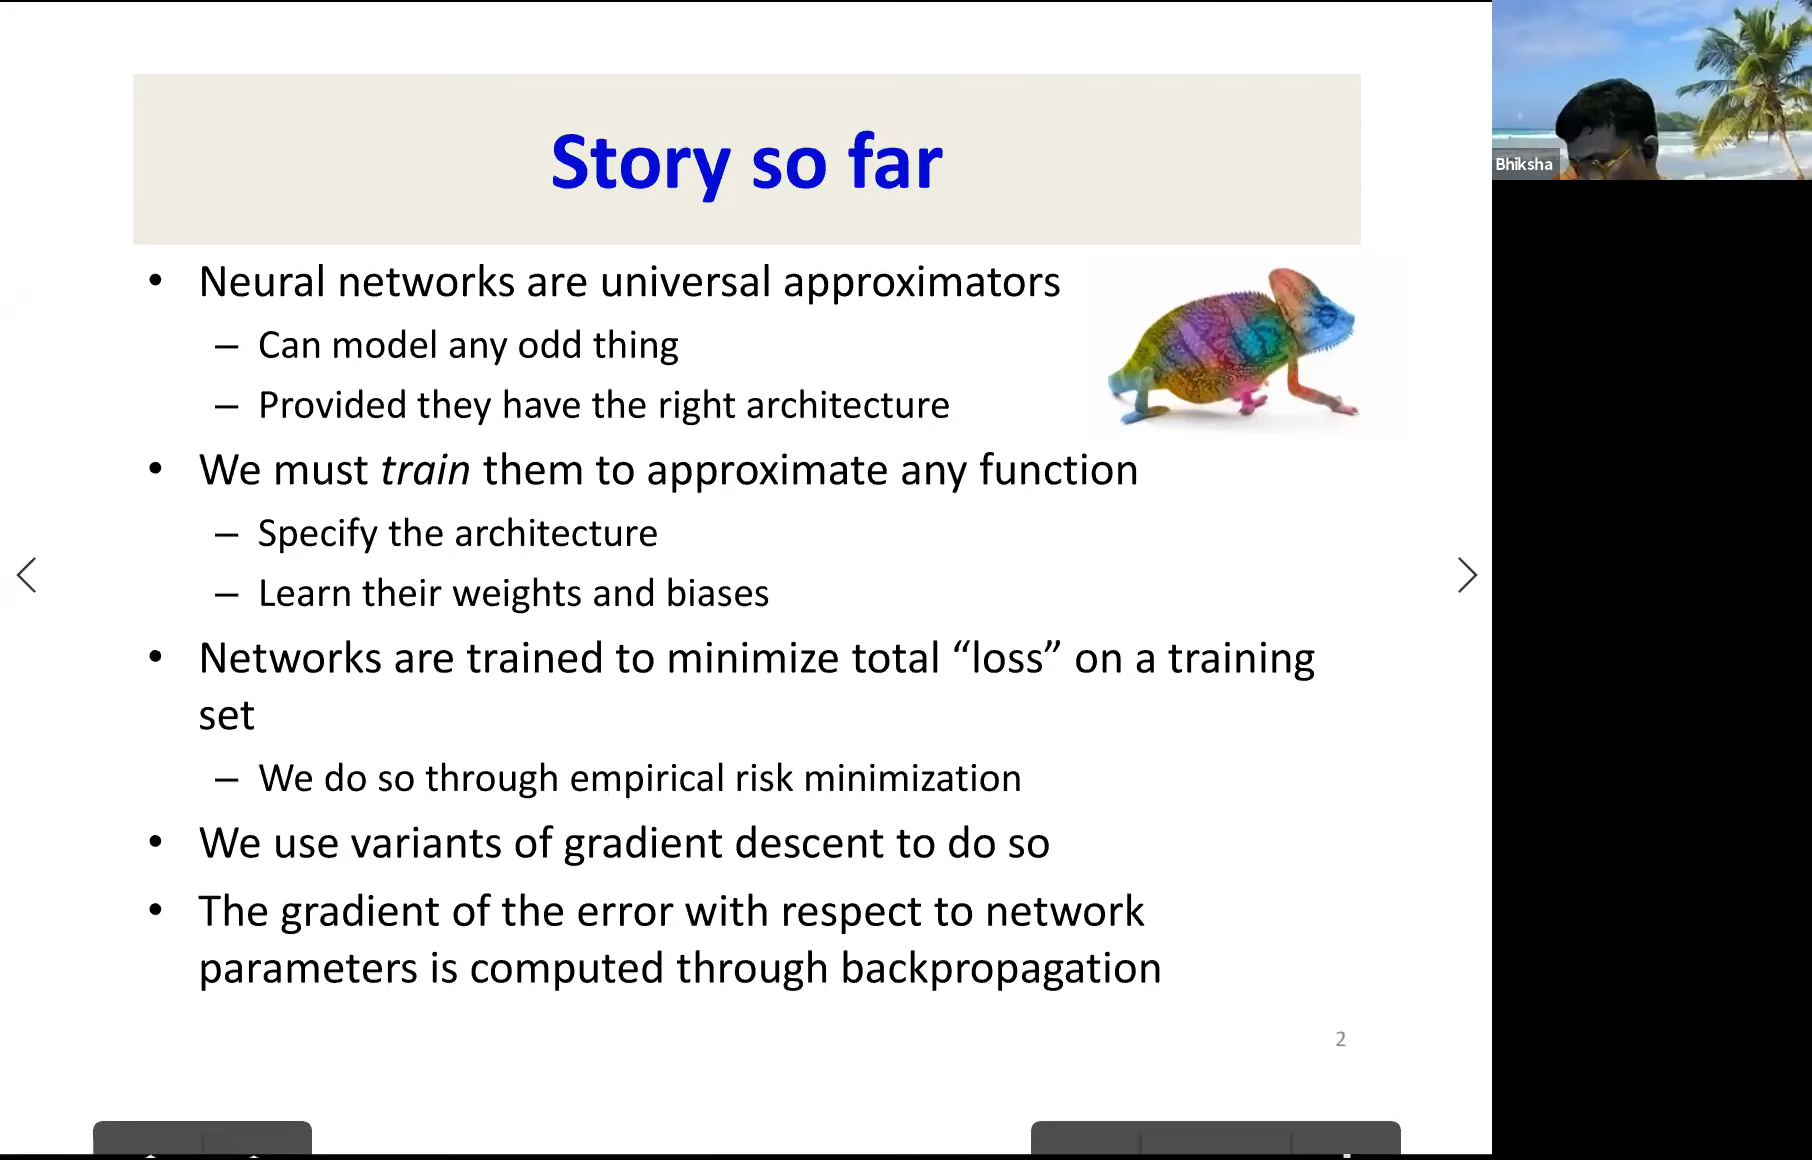 Story so far
• Neural networks are universal approximators
– Can model any odd thing
– Provided they have the right architecture
• We must train them to approximate any function
– Specify the architecture
– Learn their weights and biases
• Networks are trained to minimize total “loss” on a training
set
– We do so through empirical risk minimization
• We use variants of gradient descent to do so
• The gradient of the error with respect to network
parameters is computed through backpropagation
2
Bhiksha